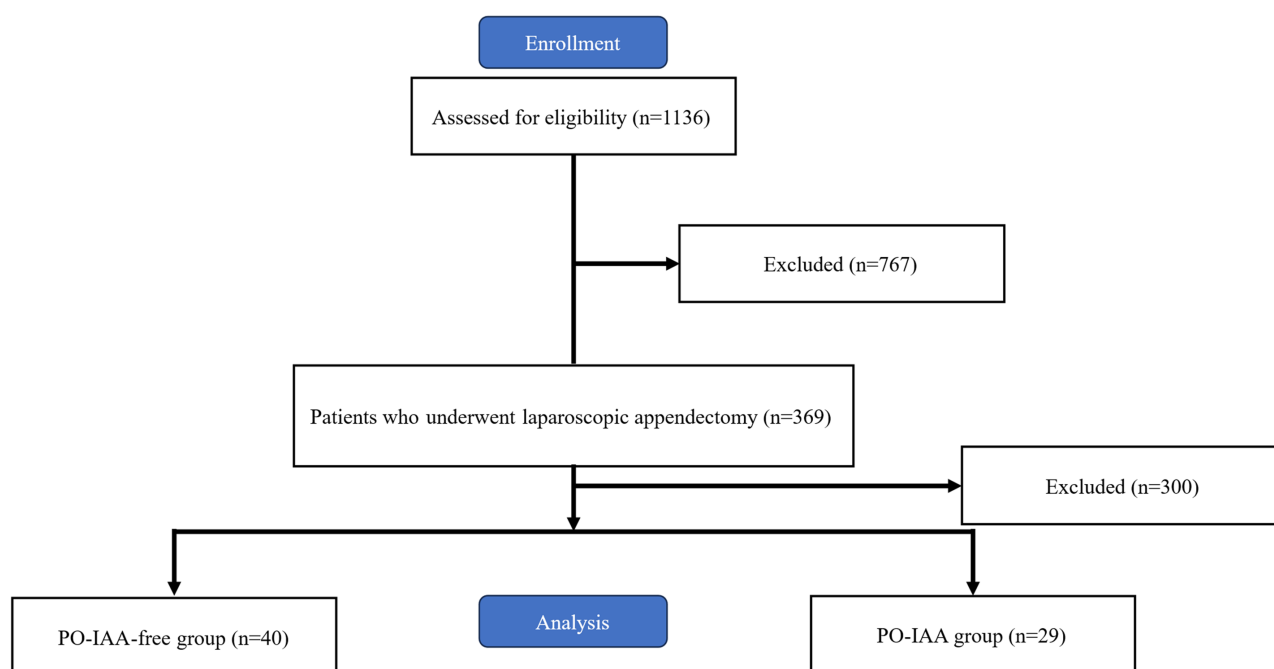 Enrollment
Assessed for eligibility (n=1136)
Excluded (n=767)
Patients who underwent laparoscopic appendectomy (n=369)
Excluded (n=300)
PO-IAA-free group (n=40)
Analysis
PO-IAA group (n=29)